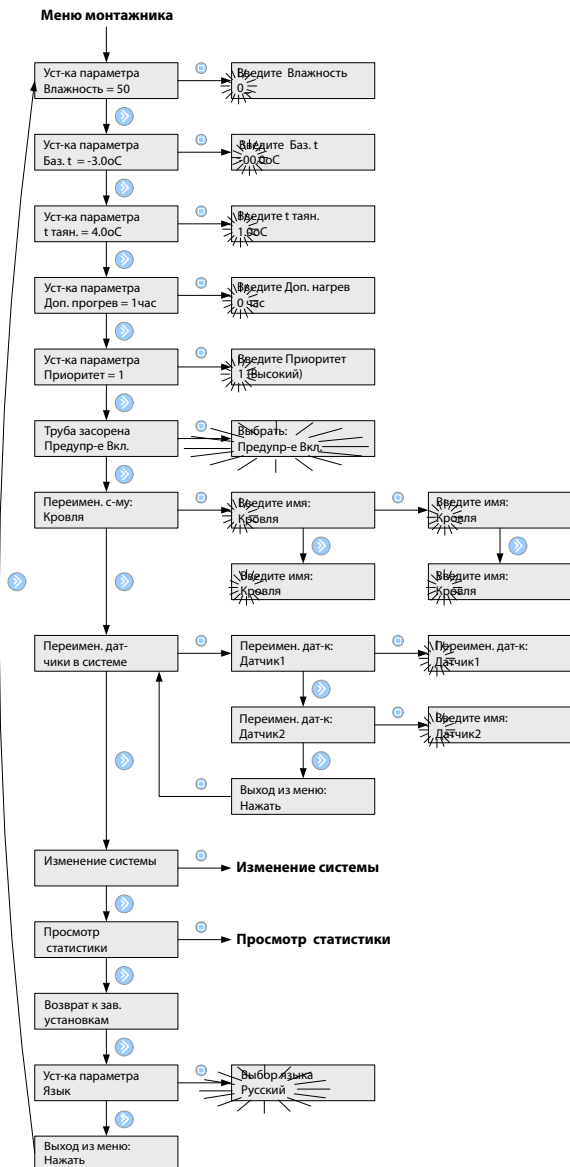 Меню монтажника
Уст-ка параметра
Влажность = 50
Введите Влажность
0
Уст-ка параметра
Баз. t = -3.0oC
Введите Баз. t
-00.0oC
Уст-ка параметра
t таян. = 4.0oC
Введите t таян.
1.0oC
Уст-ка параметра
Доп. прогрев = 1час
Введите Доп. нагрев
0 час
Уст-ка параметра
Приоритет = 1
Введите Приоритет
1 (Высокий)
Труба засорена
Предупр-е Вкл.
Выбрать:
Предупр-е Вкл.
Переимен. с-му:
Кровля
Введите имя:
Кровля
Введите имя:
Кровля
Введите имя:
Кровля
Введите имя:
Кровля
Переимен. дат-
чики в системе
Переимен. дат-к:
Датчик1
Переимен. дат-к:
Датчик1
Переимен. дат-к:
Датчик2
Введите имя:
Датчик2
Выход из меню:
Нажать
Изменение системы
Изменение системы
Просмотр
статистики
Просмотр статистики
Возврат к зав.
установкам
Уст-ка параметра
Язык
Выбор языка
Русский
Выход из меню:
Нажать